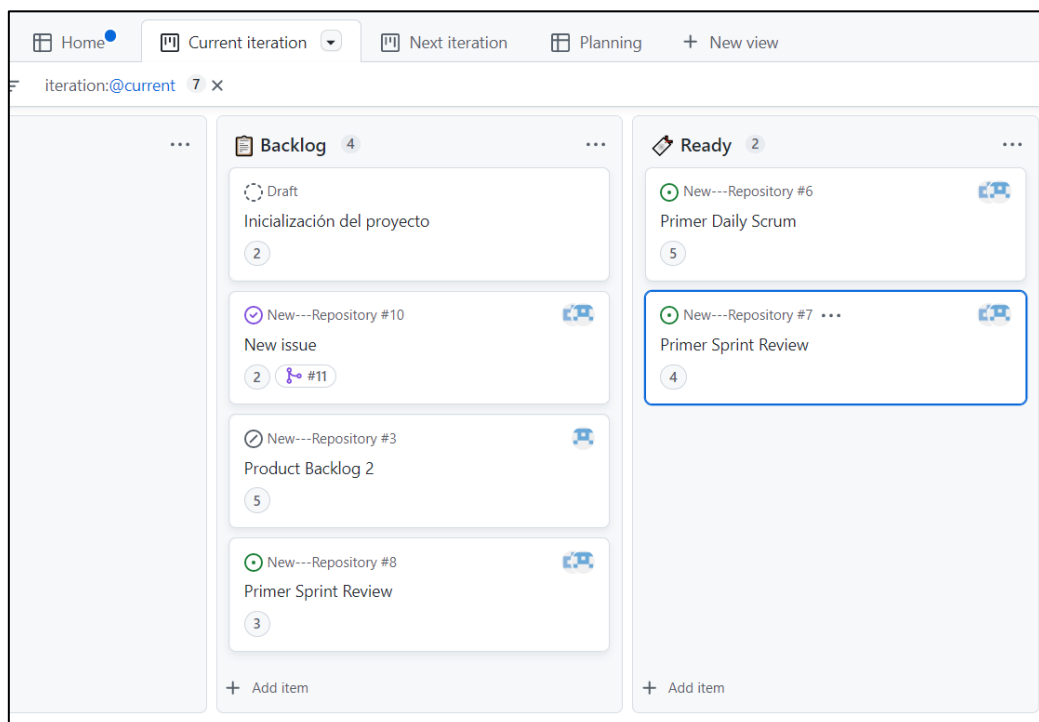 Home Current iteration Next iteration Planning + New view
iteration:@current 7
Backlog 4
Draft
Inicialización del proyecto
2
New---Repository #10
New issue
2 #11
New---Repository #3
Product Backlog 2
5
New---Repository #8
Primer Sprint Review
3
+ Add item
Ready 2
New---Repository #6
Primer Daily Scrum
5
New---Repository #7
Primer Sprint Review
4
+ Add item